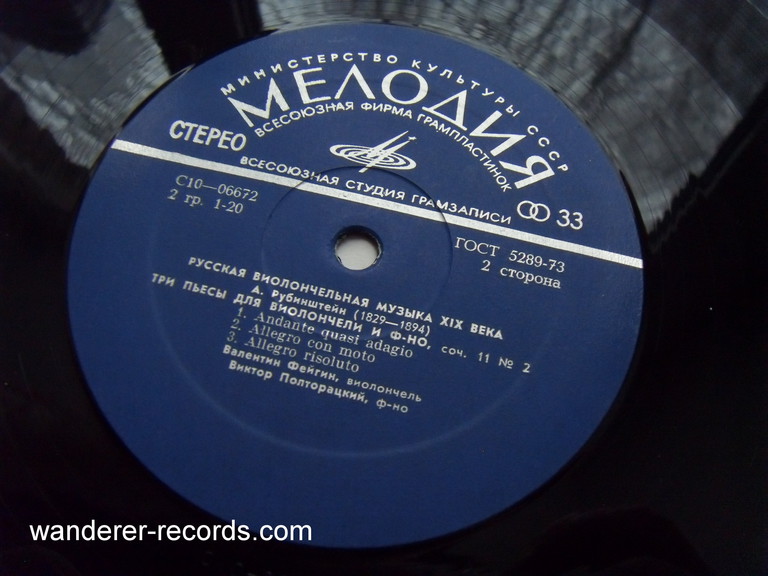 МИНИСТЕРСТВО КУЛЬТУРЫ СССР
МЕЛОДИЯ
ВСЕСОЮЗНАЯ ФИРМА ГРАМПЛАСТИНОК
СТЕРЕО
ВСЕСОЮЗНАЯ СТУДИЯ ГРАМЗАПИСИ
33
С10—06672
2 гр. 1-20
ГОСТ 5289-73
2 сторона
РУССКАЯ ВИОЛОНЧЕЛЬНАЯ МУЗЫКА XIX ВЕКА
А. Рубинштейн (1829—1894)
ТРИ ПЬЕСЫ ДЛЯ ВИОЛОНЧЕЛИ И Ф-НО, соч. 11 № 2
1. Andante quasi adagio
2. Allegro con moto
3. Allegro risoluto
Валентин Фейгин, виолончель
Виктор Полторацкий, ф-но
wanderer-records.com